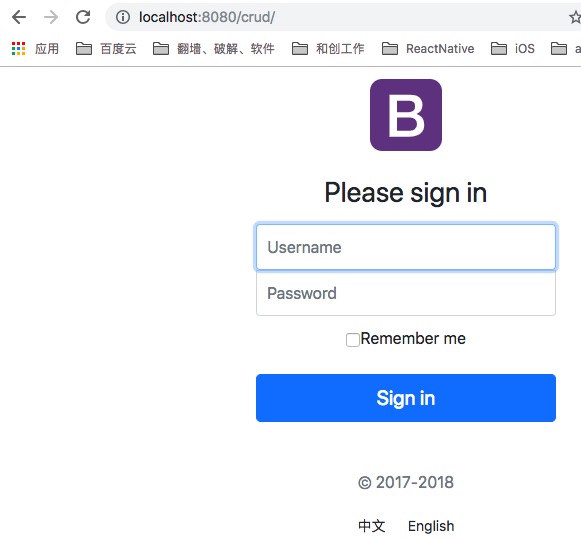 localhost:8080/crud/
应用 百度云 翻墙、破解、软件 和创工作 ReactNative iOS a
B
Please sign in
Username
Password
Remember me
Sign in
© 2017-2018
中文 English